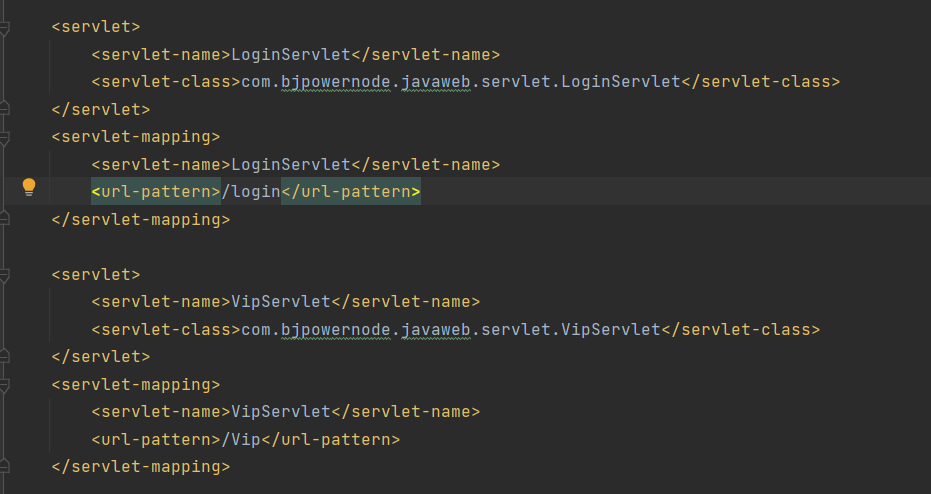 <servlet>
<servlet-name>LoginServlet</servlet-name>
<servlet-class>com.bjpowernode.javaweb.servlet.LoginServlet</servlet-class>
</servlet>
<servlet-mapping>
<servlet-name>LoginServlet</servlet-name>
<url-pattern>/login</url-pattern>
</servlet-mapping>
<servlet>
<servlet-name>VipServlet</servlet-name>
<servlet-class>com.bjpowernode.javaweb.servlet.VipServlet</servlet-class>
</servlet>
<servlet-mapping>
<servlet-name>VipServlet</servlet-name>
<url-pattern>/Vip</url-pattern>
</servlet-mapping>